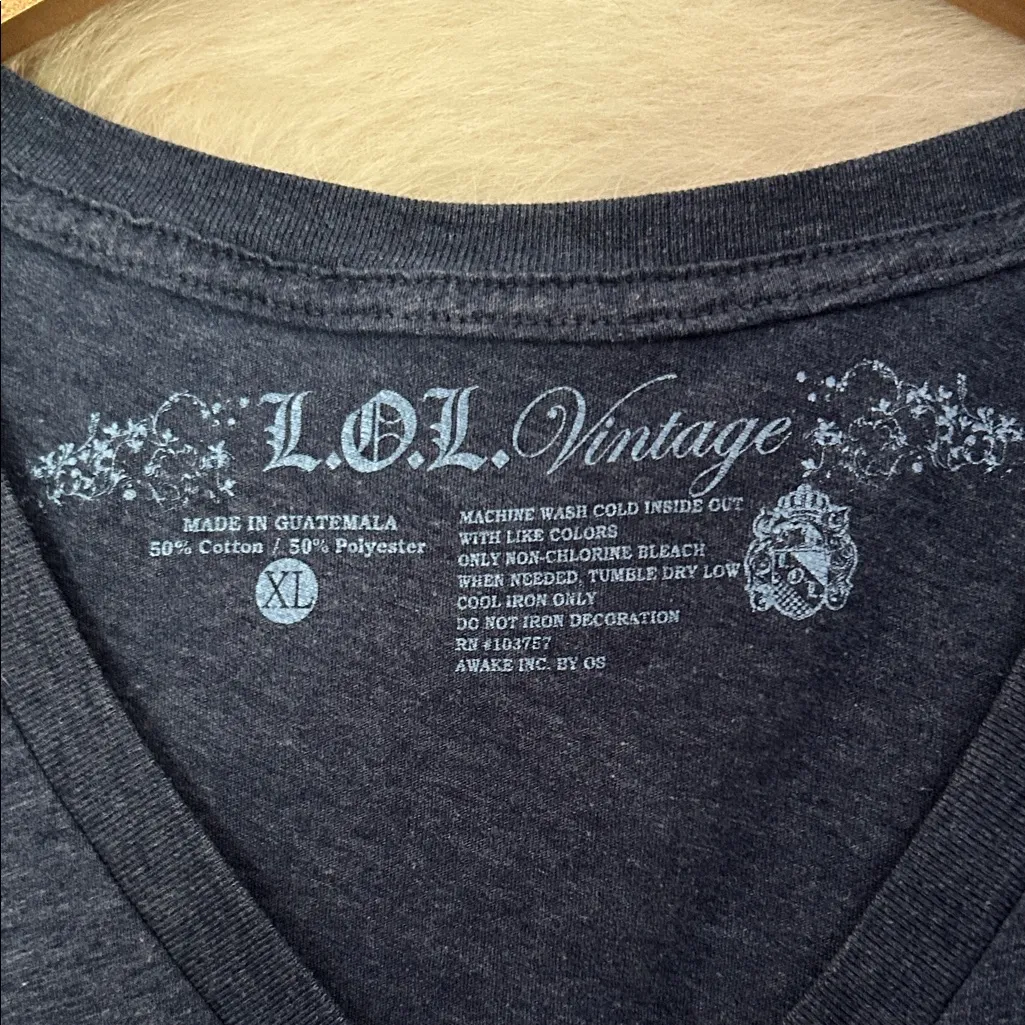 L.O.L. Vintage
MADE IN GUATEMALA
50% Cotton / 50% Polyester
XL
MACHINE WASH COLD INSIDE OUT
WITH LIKE COLORS
ONLY NON-CHLORINE BLEACH
WHEN NEEDED, TUMBLE DRY LOW
COOL IRON ONLY
DO NOT IRON DECORATION
RN #103757
AWAKE INC. BY OS